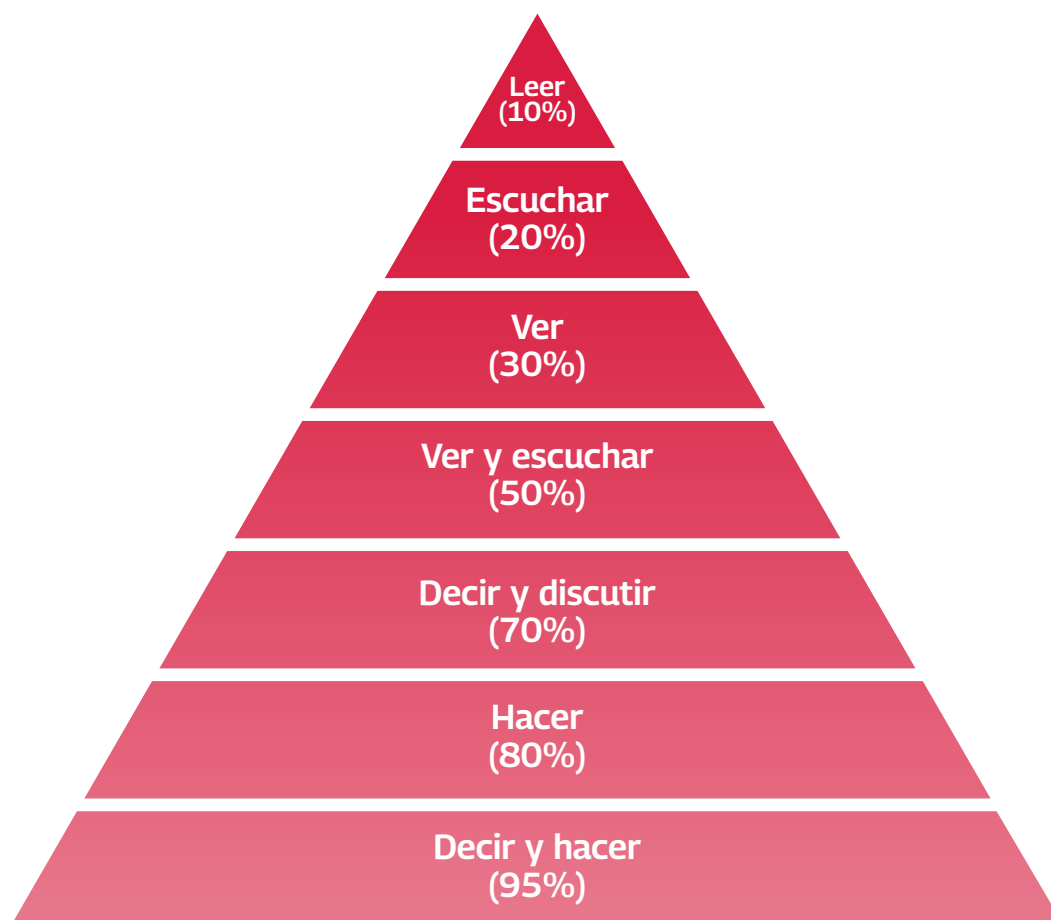 Leer
(10%)
Escuchar
(20%)
Ver
(30%)
Ver y escuchar
(50%)
Decir y discutir
(70%)
Hacer
(80%)
Decir y hacer
(95%)